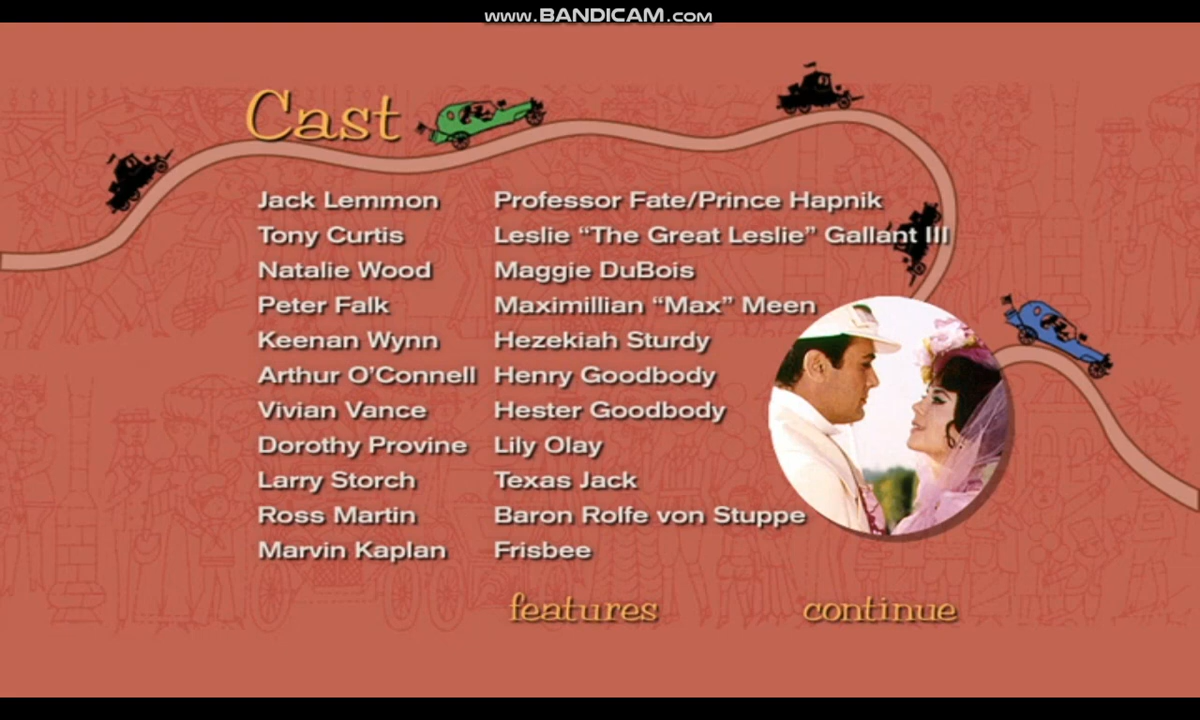 www.BANDICAM.com
Cast
Jack Lemmon Professor Fate/Prince Hapnik
Tony Curtis Leslie “The Great Leslie” Gallant III
Natalie Wood Maggie DuBois
Peter Falk Maximillian “Max” Meen
Keenan Wynn Hezekiah Sturdy
Arthur O’Connell Henry Goodbody
Vivian Vance Hester Goodbody
Dorothy Provine Lily Olay
Larry Storch Texas Jack
Ross Martin Baron Rolfe von Stuppe
Marvin Kaplan Frisbee
features continue